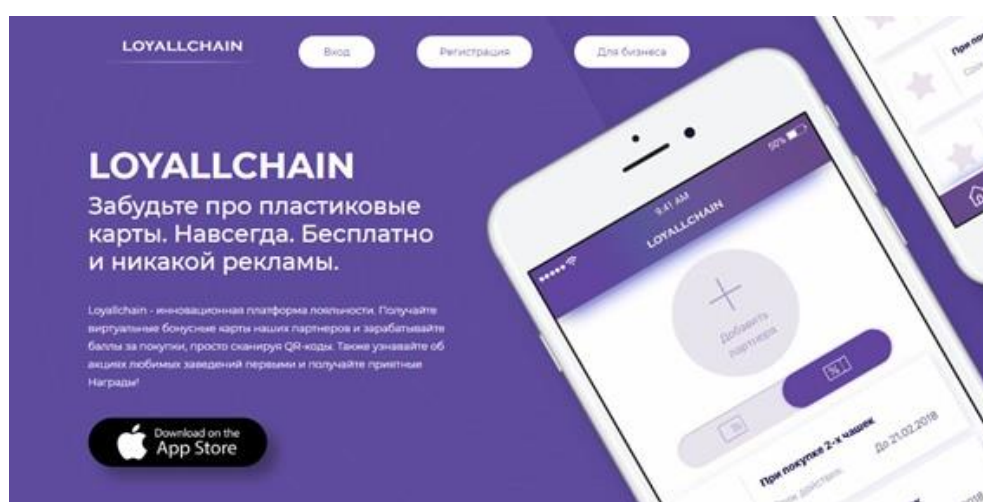 LOYALLCHAIN
Вход
Регистрация
Для бизнеса
LOYALLCHAIN
Забудьте про пластиковые
карты. Навсегда. Бесплатно
и никакой рекламы.
Loyallchain - инновационная платформа лояльности. Получайте
виртуальные бонусные карты наших партнеров и зарабатывайте
баллы за покупки, просто сканируя QR-коды. Также узнавайте об
акциях любимых заведений первыми и получайте приятные
Награды!
Download on the
App Store
50%
9:41 AM
LOYALLCHAIN
Добавить
партнера
При покупке 2-х чашек
До 21.02.2018